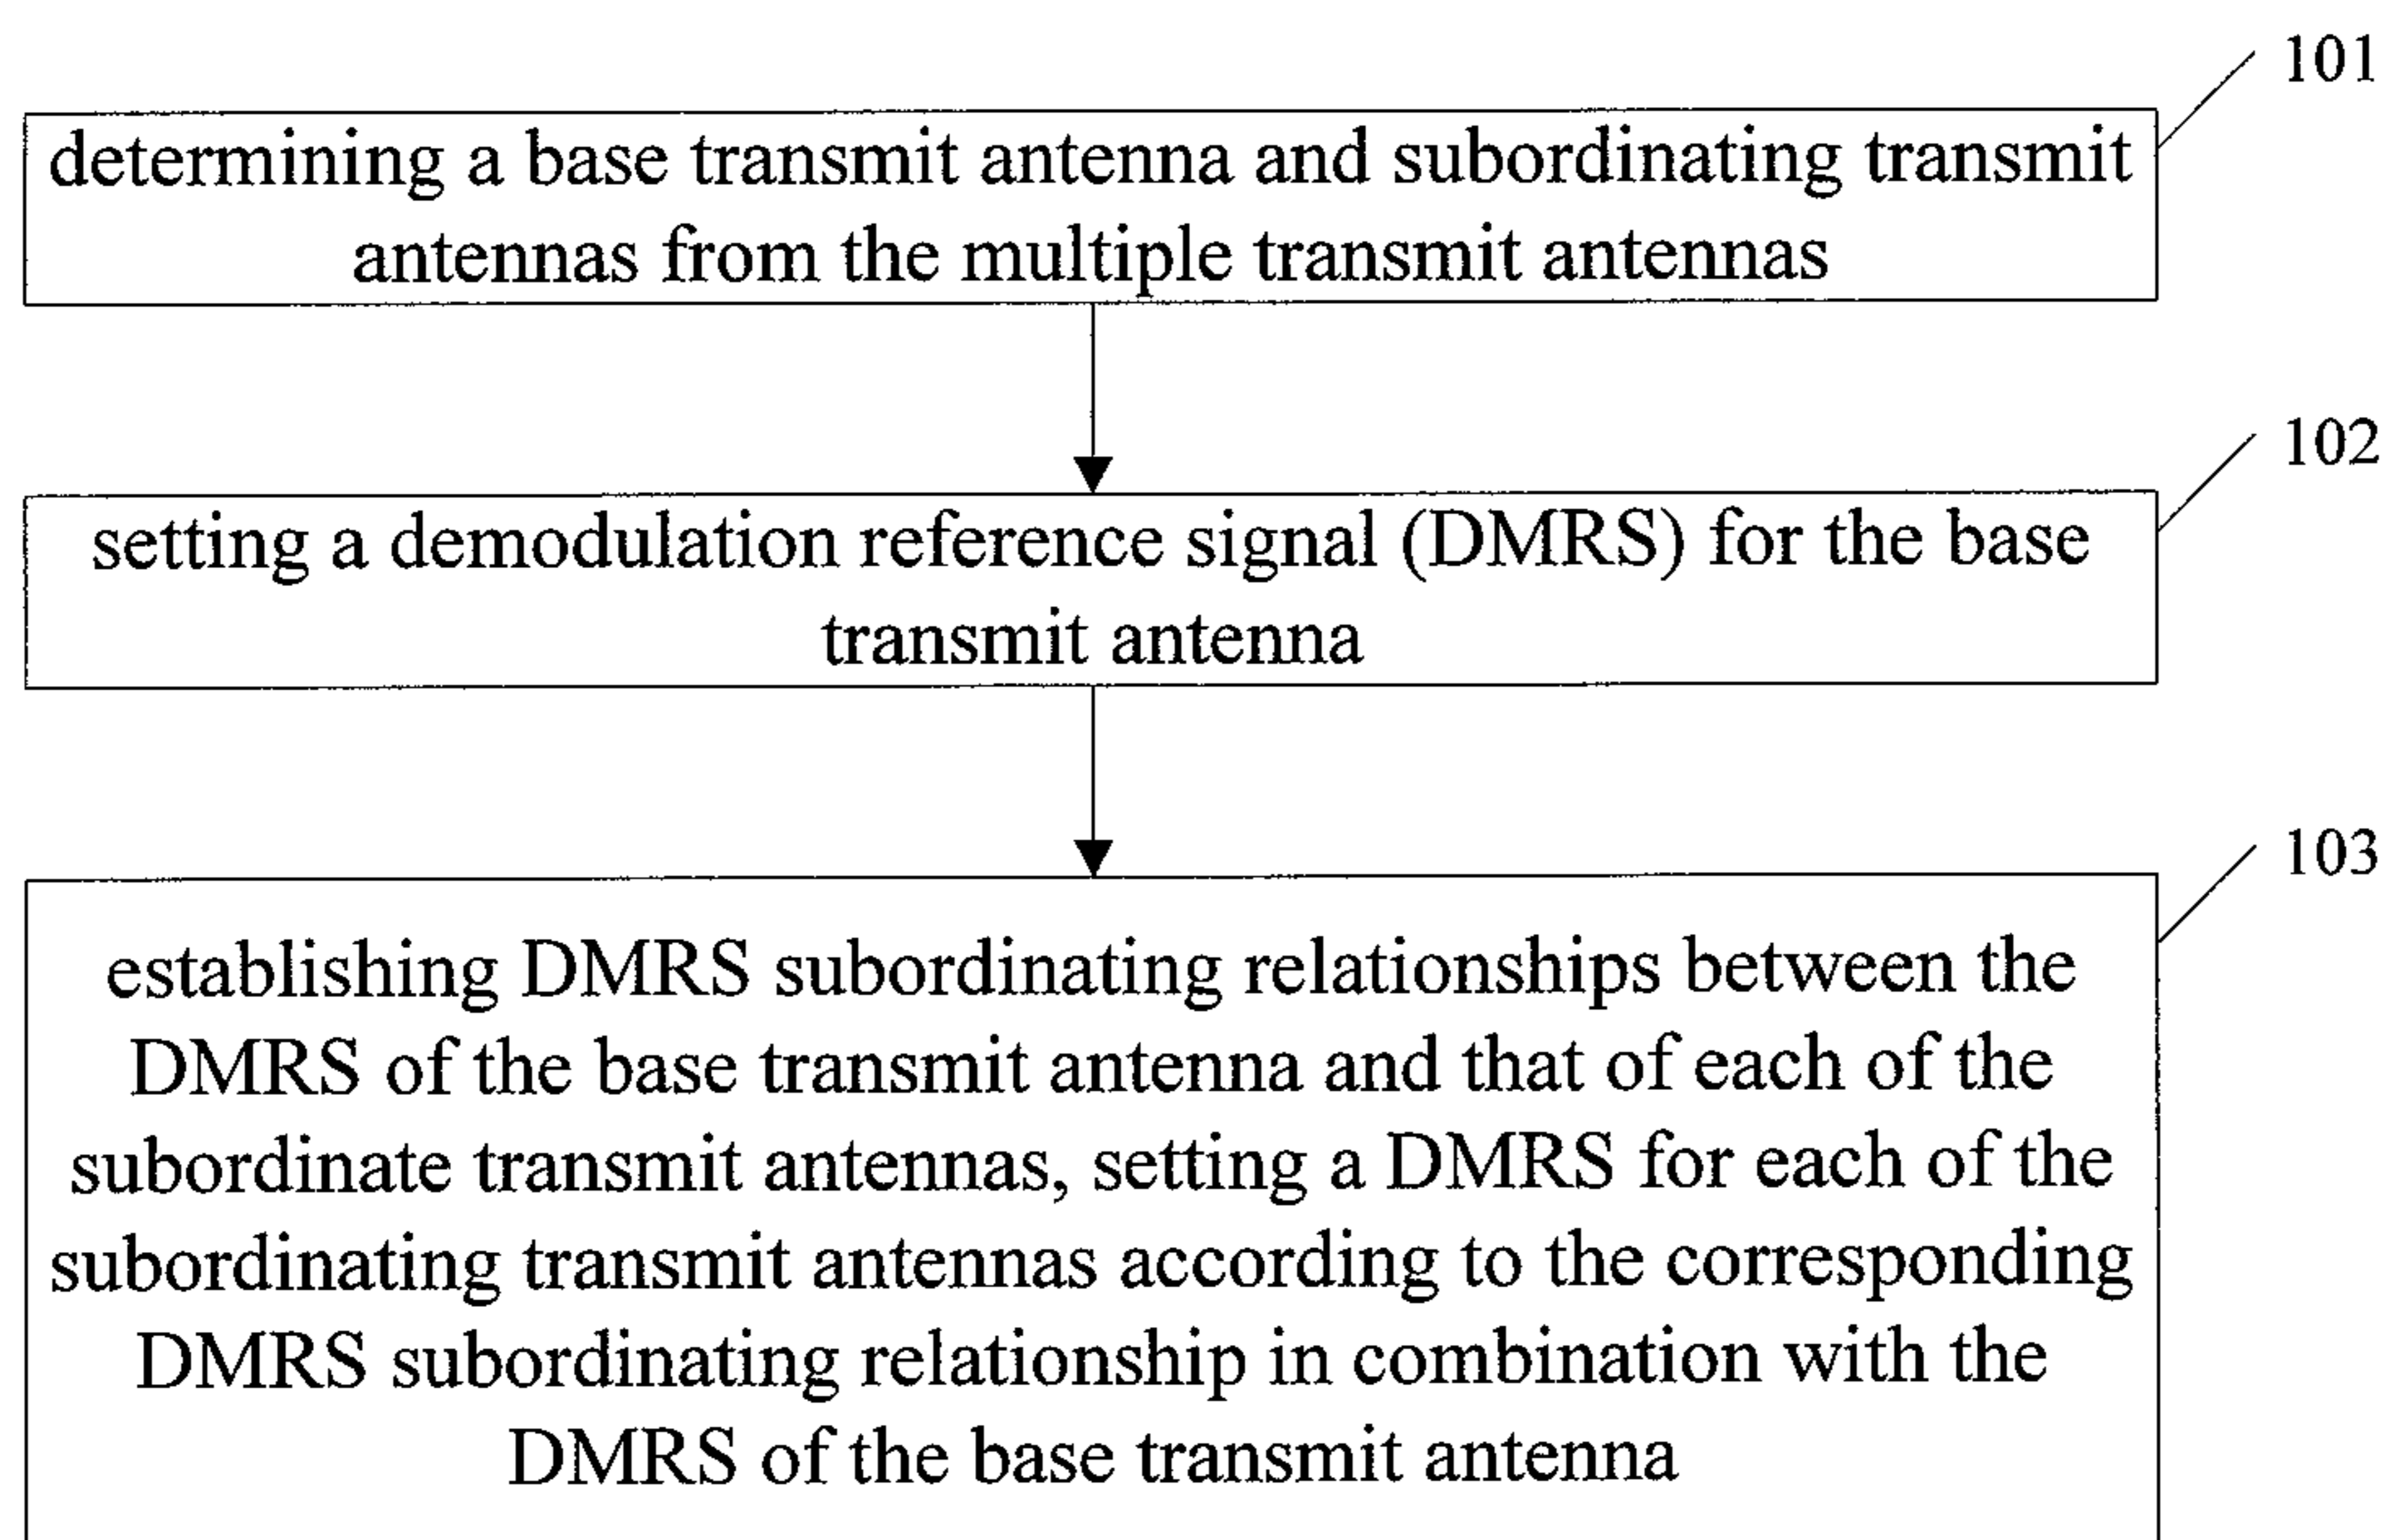 101
determining a base transmit antenna and subordinating transmit
antennas from the multiple transmit antennas
102
setting a demodulation reference signal (DMRS) for the base
transmit antenna
103
establishing DMRS subordinating relationships between the
DMRS of the base transmit antenna and that of each of the
subordinate transmit antennas, setting a DMRS for each of the
subordinating transmit antennas according to the corresponding
DMRS subordinating relationship in combination with the
DMRS of the base transmit antenna